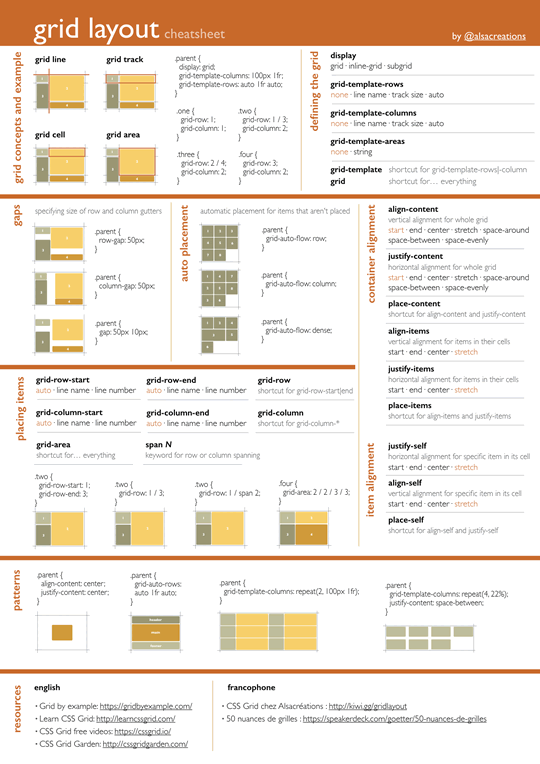 grid layout cheatsheet
by @alsacreations
grid concepts and example
grid line
grid track
grid cell
grid area
.parent {
display: grid;
grid-template-columns: 100px 1fr;
grid-template-rows: auto 1fr auto;
}
.one {
grid-row: 1;
grid-column: 1;
}
.two {
grid-row: 1 / 3;
grid-column: 2;
}
.three {
grid-row: 2 / 4;
grid-column: 2;
}
.four {
grid-row: 3;
grid-column: 2;
}
defining the grid
display
grid · inline-grid · subgrid
grid-template-rows
none · line name · track size · auto
grid-template-columns
none · line name · track size · auto
grid-template-areas
none · string
grid-template shortcut for grid-template-rows|-column
grid shortcut for... everything
gaps
specifying size of row and column gutters
.parent {
row-gap: 50px;
}
.parent {
column-gap: 50px;
}
.parent {
gap: 50px 10px;
}
auto placement
automatic placement for items that aren't placed
.parent {
grid-auto-flow: row;
}
.parent {
grid-auto-flow: column;
}
.parent {
grid-auto-flow: dense;
}
container alignment
align-content
vertical alignment for whole grid
start · end · center · stretch · space-around
space-between · space-evenly
justify-content
horizontal alignment for whole grid
start · end · center · stretch · space-around
space-between · space-evenly
place-content
shortcut for align-content and justify-content
align-items
vertical alignment for items in their cells
start · end · center · stretch
justify-items
horizontal alignment for items in their cells
start · end · center · stretch
place-items
shortcut for align-items and justify-items
placing items
grid-row-start
auto · line name · line number
grid-row-end
auto · line name · line number
grid-row
shortcut for grid-row-start|end
grid-column-start
auto · line name · line number
grid-column-end
auto · line name · line number
grid-column
shortcut for grid-column-*
grid-area
shortcut for... everything
span N
keyword for row or column spanning
.two {
grid-row-start: 1;
grid-row-end: 3;
}
.two {
grid-row: 1 / 3;
}
.two {
grid-row: 1 / span 2;
}
.four {
grid-area: 2 / 2 / 3 / 3;
}
item alignment
justify-self
horizontal alignment for specific item in its cell
start · end · center · stretch
align-self
vertical alignment for specific item in its cell
start · end · center · stretch
place-self
shortcut for align-self and justify-self
patterns
.parent {
align-content: center;
justify-content: center;
}
.parent {
grid-auto-rows:
auto 1fr auto;
}
header
main
footer
.parent {
grid-template-columns: repeat(2, 100px 1fr);
}
.parent {
grid-template-columns: repeat(4, 22%);
justify-content: space-between;
}
resources
english
• Grid by example: https://gridbyexample.com/
• Learn CSS Grid: http://learncssgrid.com/
• CSS Grid free videos: https://cssgrid.io/
• CSS Grid Garden: http://cssgridgarden.com/
francophone
• CSS Grid chez Alsacréations : http://kiwi.gg/gridlayout
• 50 nuances de grilles : https://speakerdeck.com/goetter/50-nuances-de-grilles